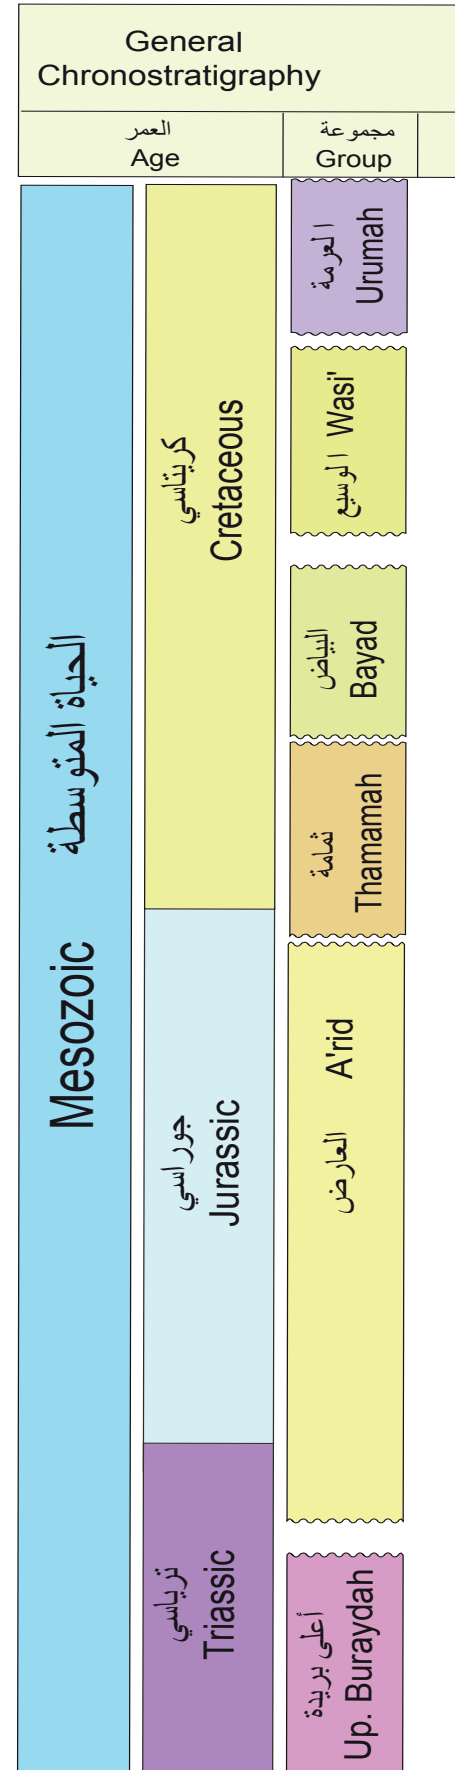 General
Chronostratigraphy
العمر
Age
مجموعة
Group
الحياة المتوسطة
Mesozoic
كريتاسي
Cretaceous
جوراسي
Jurassic
ترياسي
Triassic
العرمة
Urumah
الوسيع Wasi'
البياض
Bayad
ثمامة
Thamamah
العارض A'rid
أعلى بريدة
Up. Buraydah